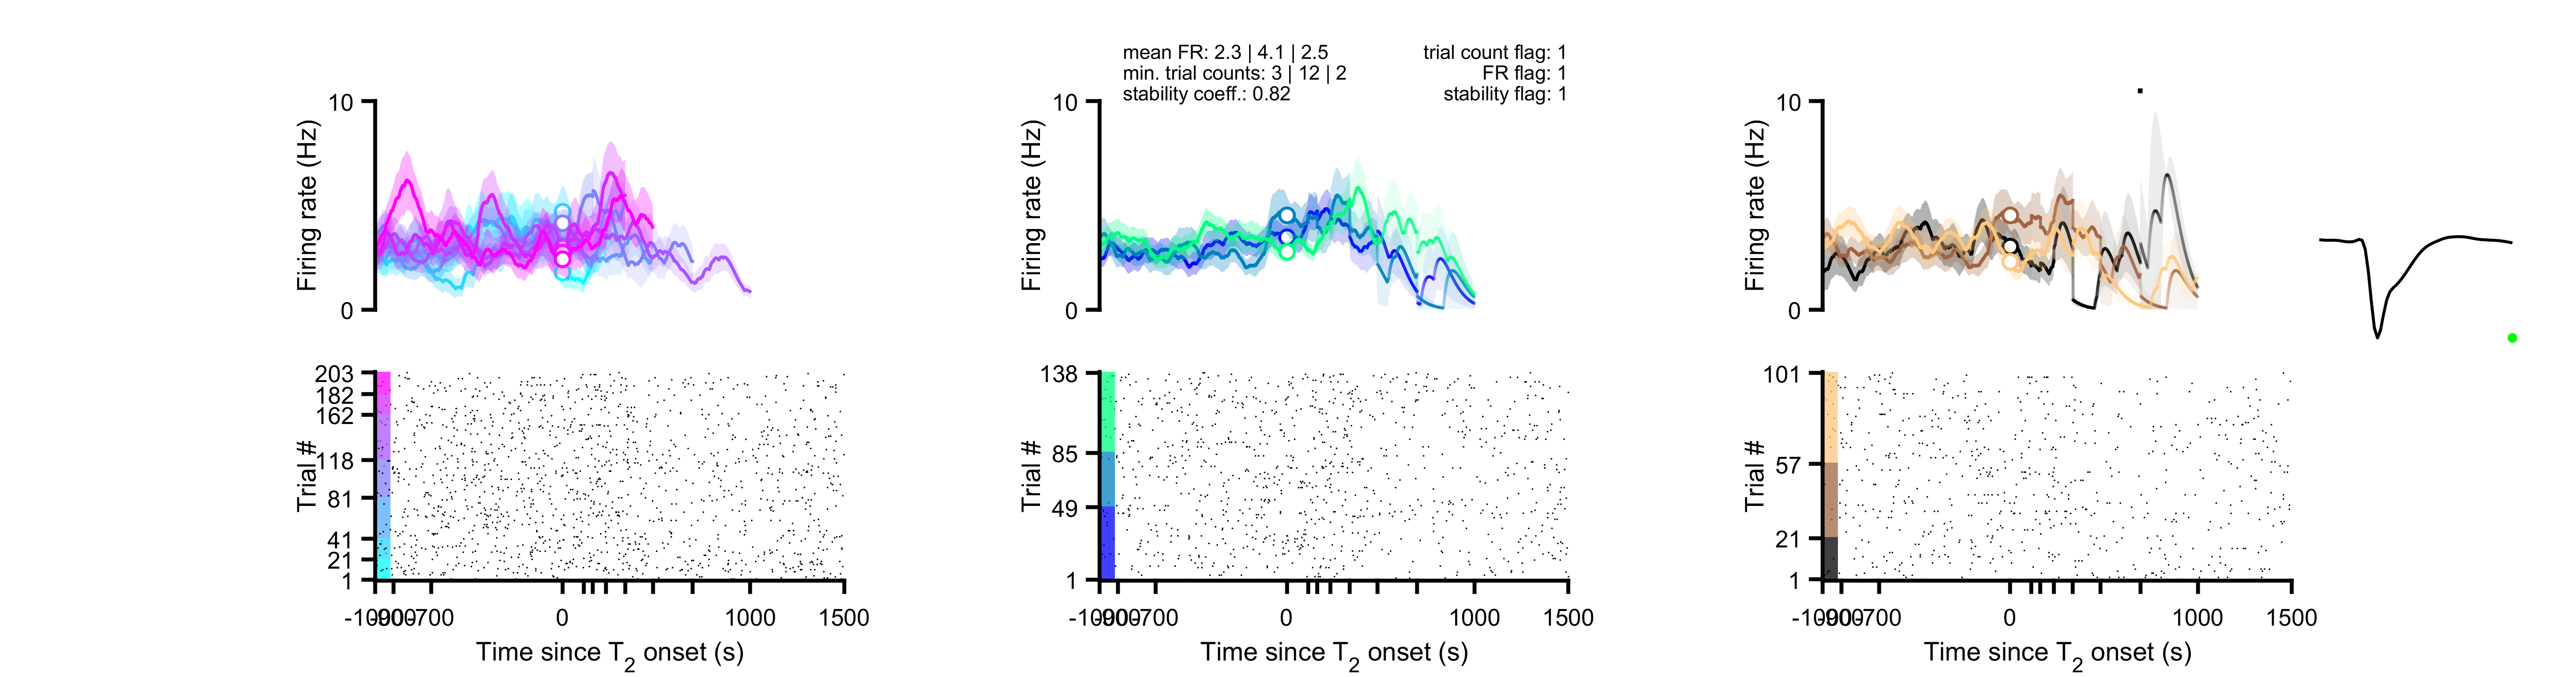 mean FR: 2.3 | 4.1 | 2.5
min. trial counts: 3 | 12 | 2
stability coeff.: 0.82
trial count flag: 1
FR flag: 1
stability flag: 1
10
0
Firing rate (Hz)
10
0
Firing rate (Hz)
10
0
Firing rate (Hz)
203
182
162
118
81
41
21
1
Trial #
0
1000
1500
Time since T2 onset (s)
138
85
49
1
Trial #
0
1000
1500
Time since T2 onset (s)
101
57
21
1
Trial #
0
1000
1500
Time since T2 onset (s)